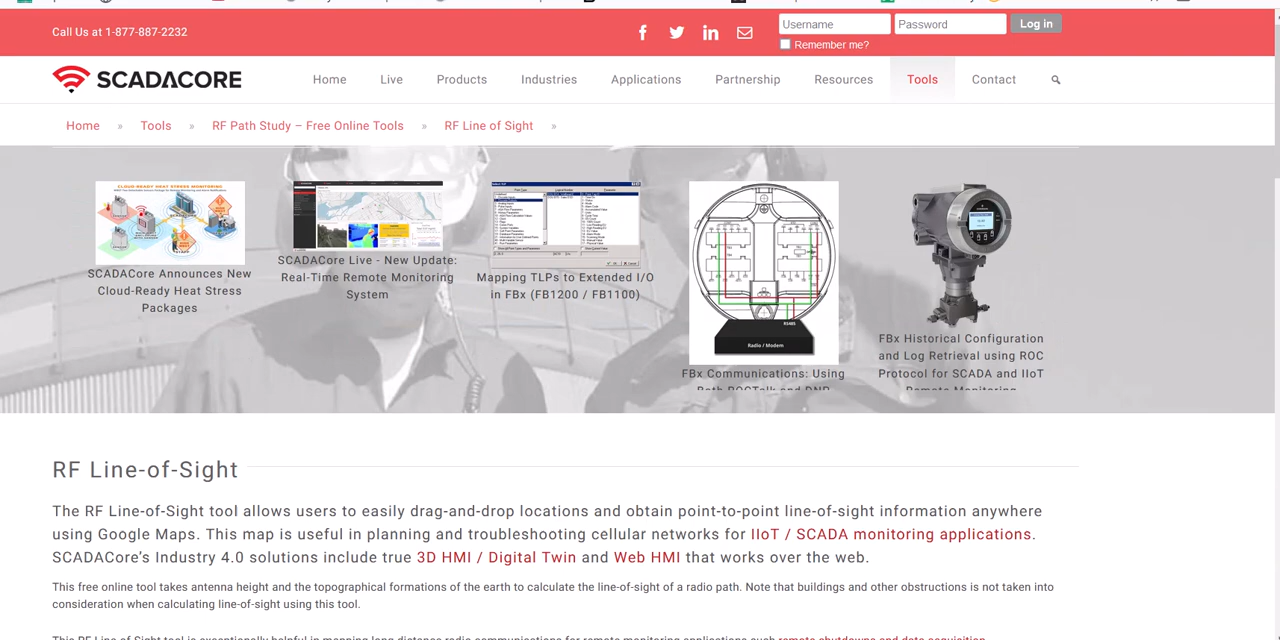 Call Us at 1-877-887-2232
Username
Password
Log in
Remember me?
SCADACORE
Home
Live
Products
Industries
Applications
Partnership
Resources
Tools
Contact
Home » Tools » RF Path Study – Free Online Tools » RF Line of Sight »
CLOUD-READY HEAT STRESS MONITORING
SCADACore Announces New
Cloud-Ready Heat Stress
Packages
SCADACore Live - New Update:
Real-Time Remote Monitoring
System
Mapping TLPs to Extended I/O
in FBx (FB1200 / FB1100)
RS485
Radio / Modem
FBx Communications: Using
Both ROCTalk and DNP
FBx Historical Configuration
and Log Retrieval using ROC
Protocol for SCADA and IIoT
Remote Monitoring
RF Line-of-Sight
The RF Line-of-Sight tool allows users to easily drag-and-drop locations and obtain point-to-point line-of-sight information anywhere
using Google Maps. This map is useful in planning and troubleshooting cellular networks for IIoT / SCADA monitoring applications.
SCADACore's Industry 4.0 solutions include true 3D HMI / Digital Twin and Web HMI that works over the web.
This free online tool takes antenna height and the topographical formations of the earth to calculate the line-of-sight of a radio path. Note that buildings and other obstructions is not taken into
consideration when calculating line-of-sight using this tool.
This RF Line of Sight tool is exceptionally helpful in mapping long distance radio communications for remote monitoring applications such remote shutdowns and data acquisition